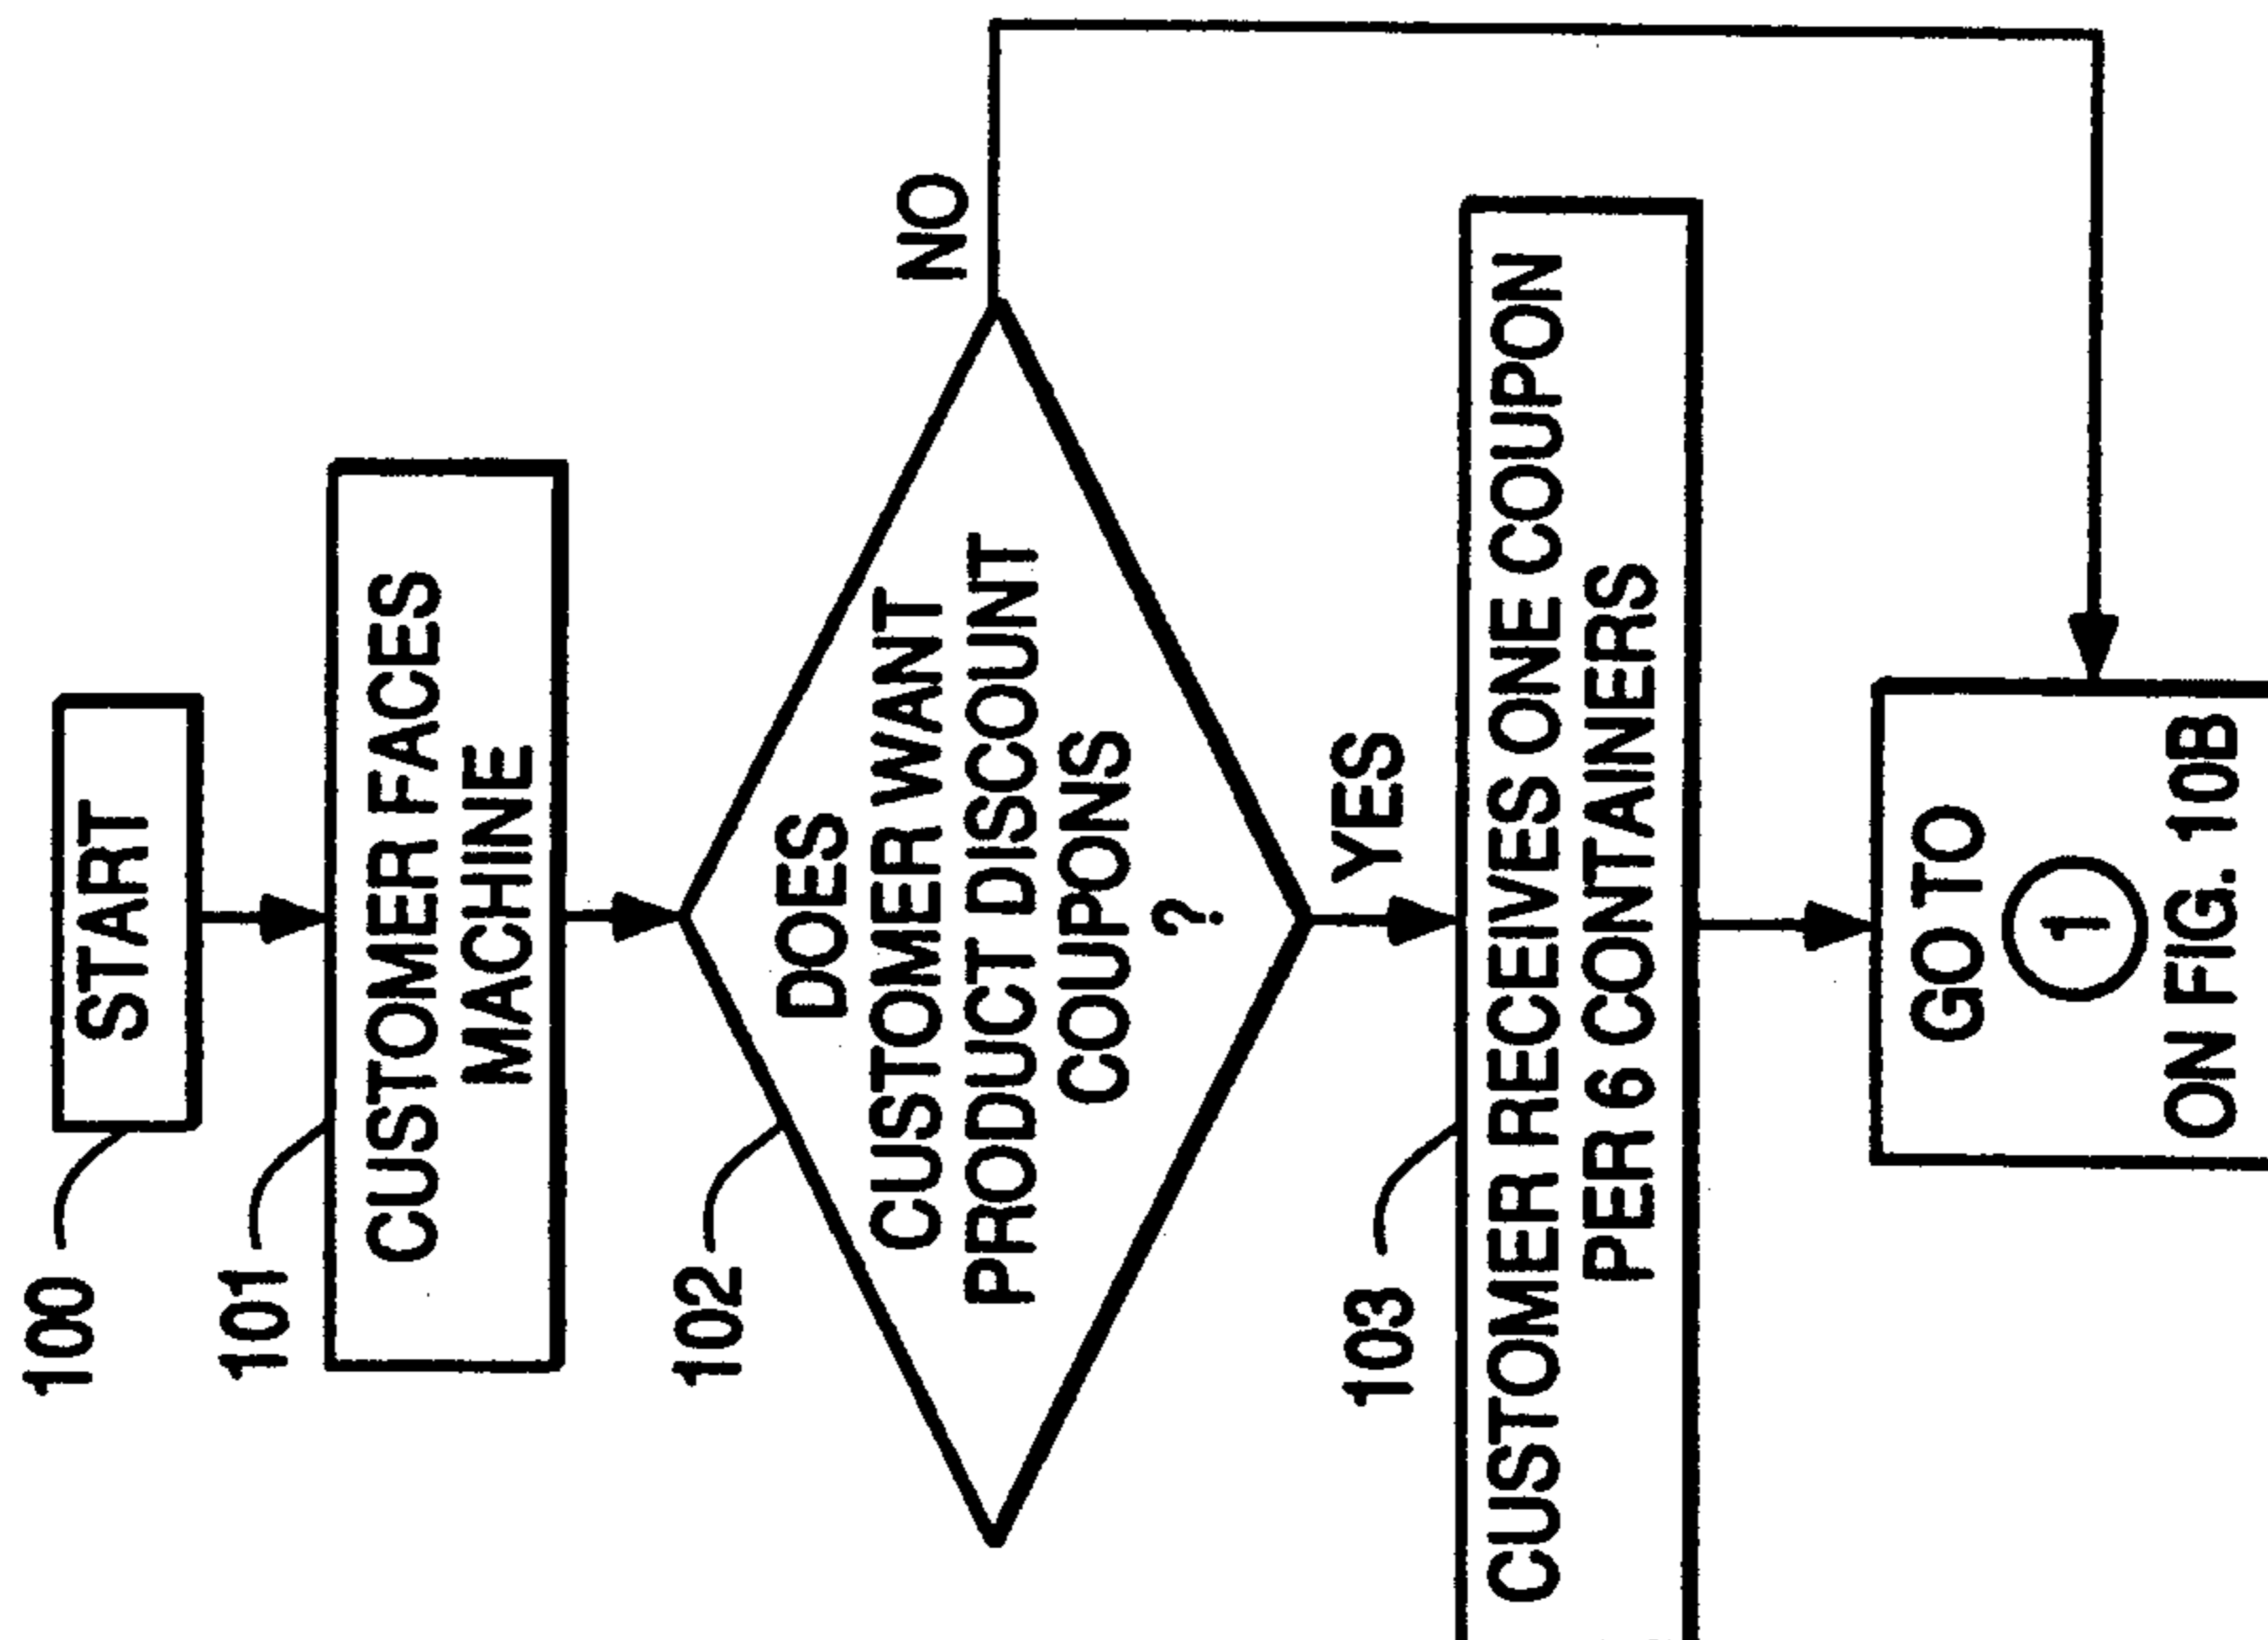 100
START
101
CUSTOMER FACES
MACHINE
102
DOES
CUSTOMER WANT
PRODUCT DISCOUNT
COUPONS
?
NO
YES
103
CUSTOMER RECEIVES ONE COUPON
PER 6 CONTAINERS
GO TO
1
ON FIG. 10B